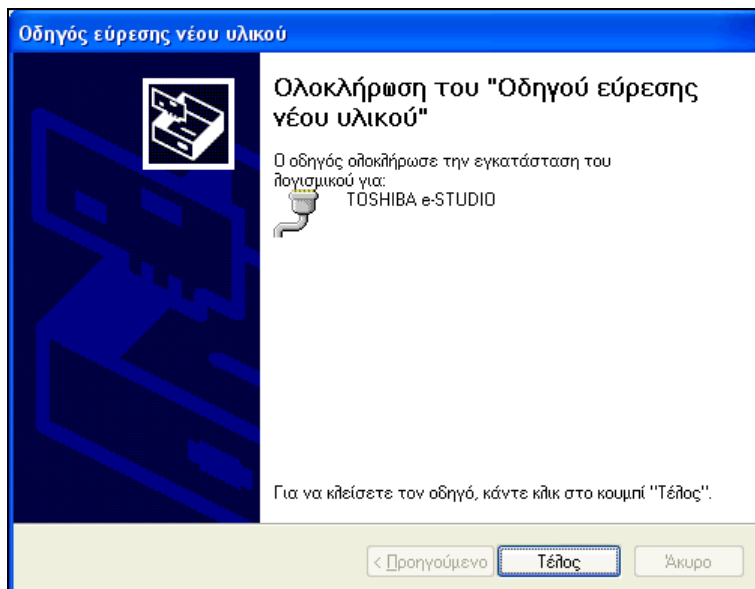 Οδηγός εύρεσης νέου υλικού
Ολοκλήρωση του "Οδηγού εύρεσης
νέου υλικού"
Ο οδηγός ολοκλήρωσε την εγκατάσταση του
λογισμικού για:
TOSHIBA e-STUDIO
Για να κλείσετε τον οδηγό, κάντε κλικ στο κουμπί "Τέλος".
< Προηγούμενο Τέλος Άκυρο